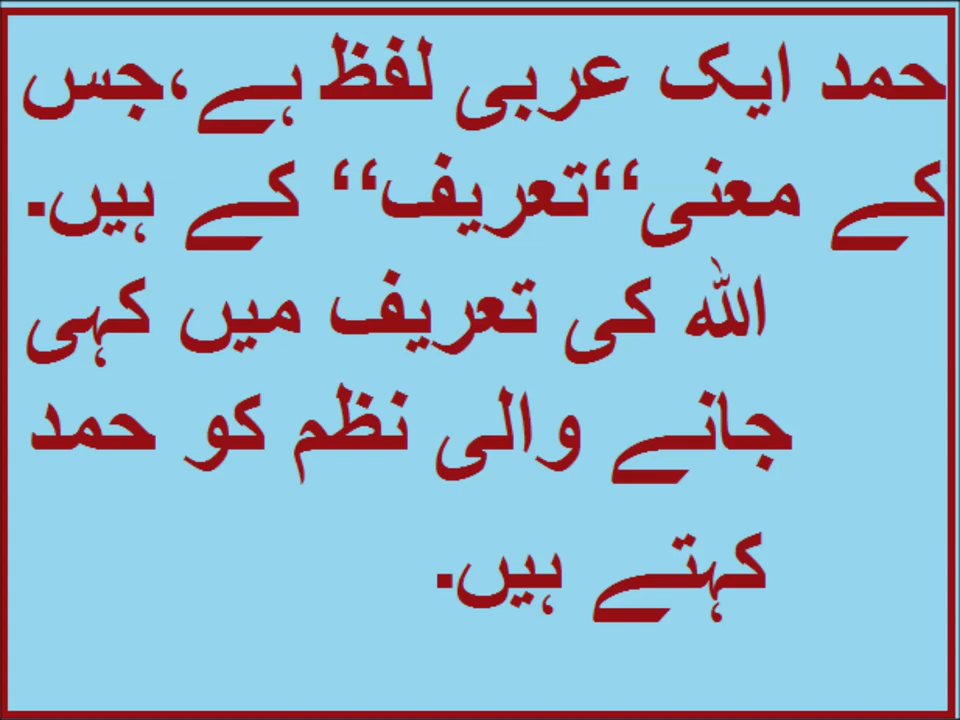 حمد ایک عربی لفظ ہے،جس
کے معنی‘‘تعریف‘‘ کے ہیں۔
اللہ کی تعریف میں کہی
جانے والی نظم کو حمد
کہتے ہیں۔